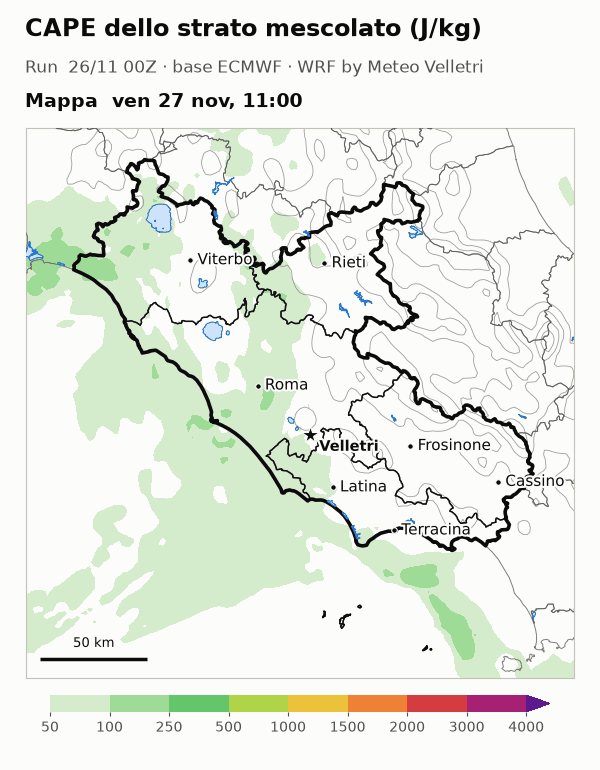 CAPE dello strato mescolato (J/kg)
Run  26/11 00Z · base ECMWF · WRF by Meteo Velletri
Mappa  ven 27 nov, 11:00
Viterbo
Rieti
Roma
Velletri
Frosinone
Cassino
Latina
Terracina
50 km
50 100 250 500 1000 1500 2000 3000 4000